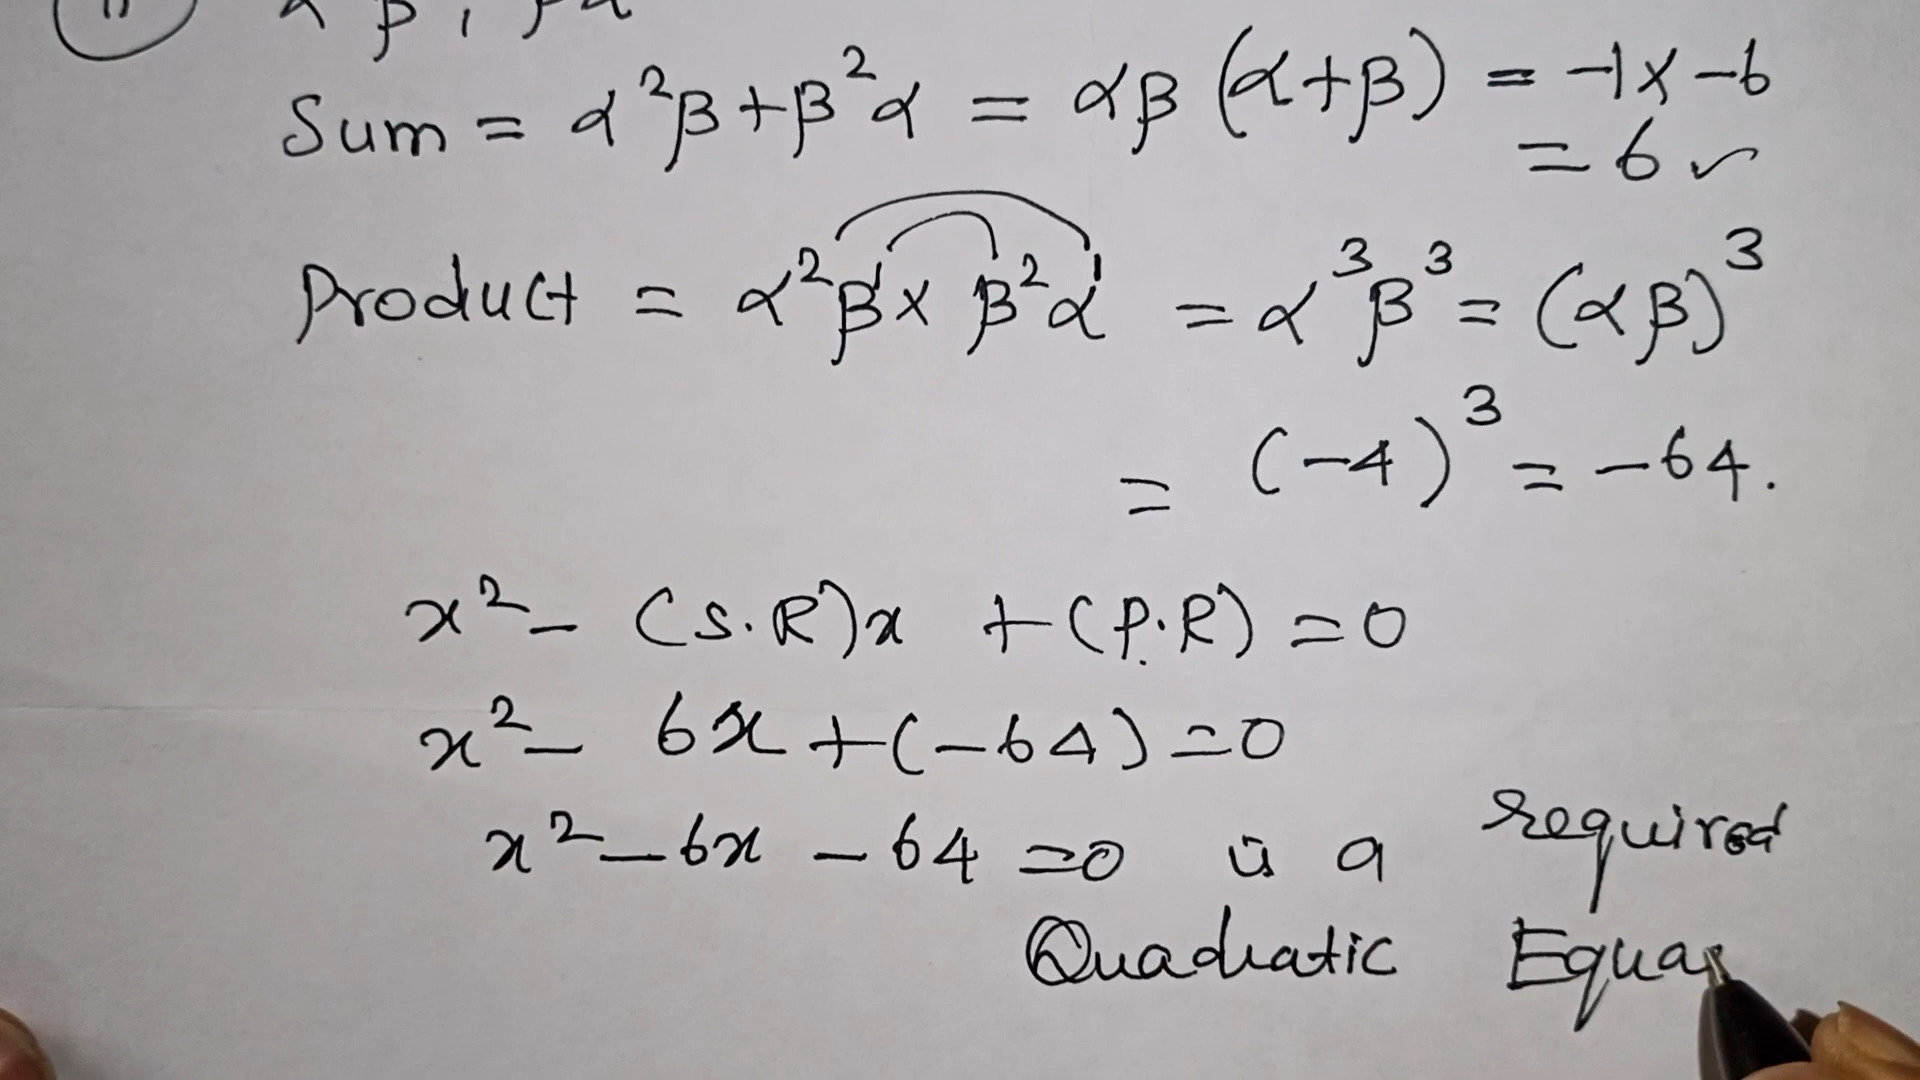 Sum = α²β + β²α = αβ (α+β) = -1x-6
= 6 ✓
Product = α²β' x β²α' = α³β³ = (αβ)³
= (-4)³ = -64.
x² - (S.R)x + (P.R) = 0
x² - 6x + (-64) = 0
x² - 6x - 64 = 0 is a required
Quadratic Equa